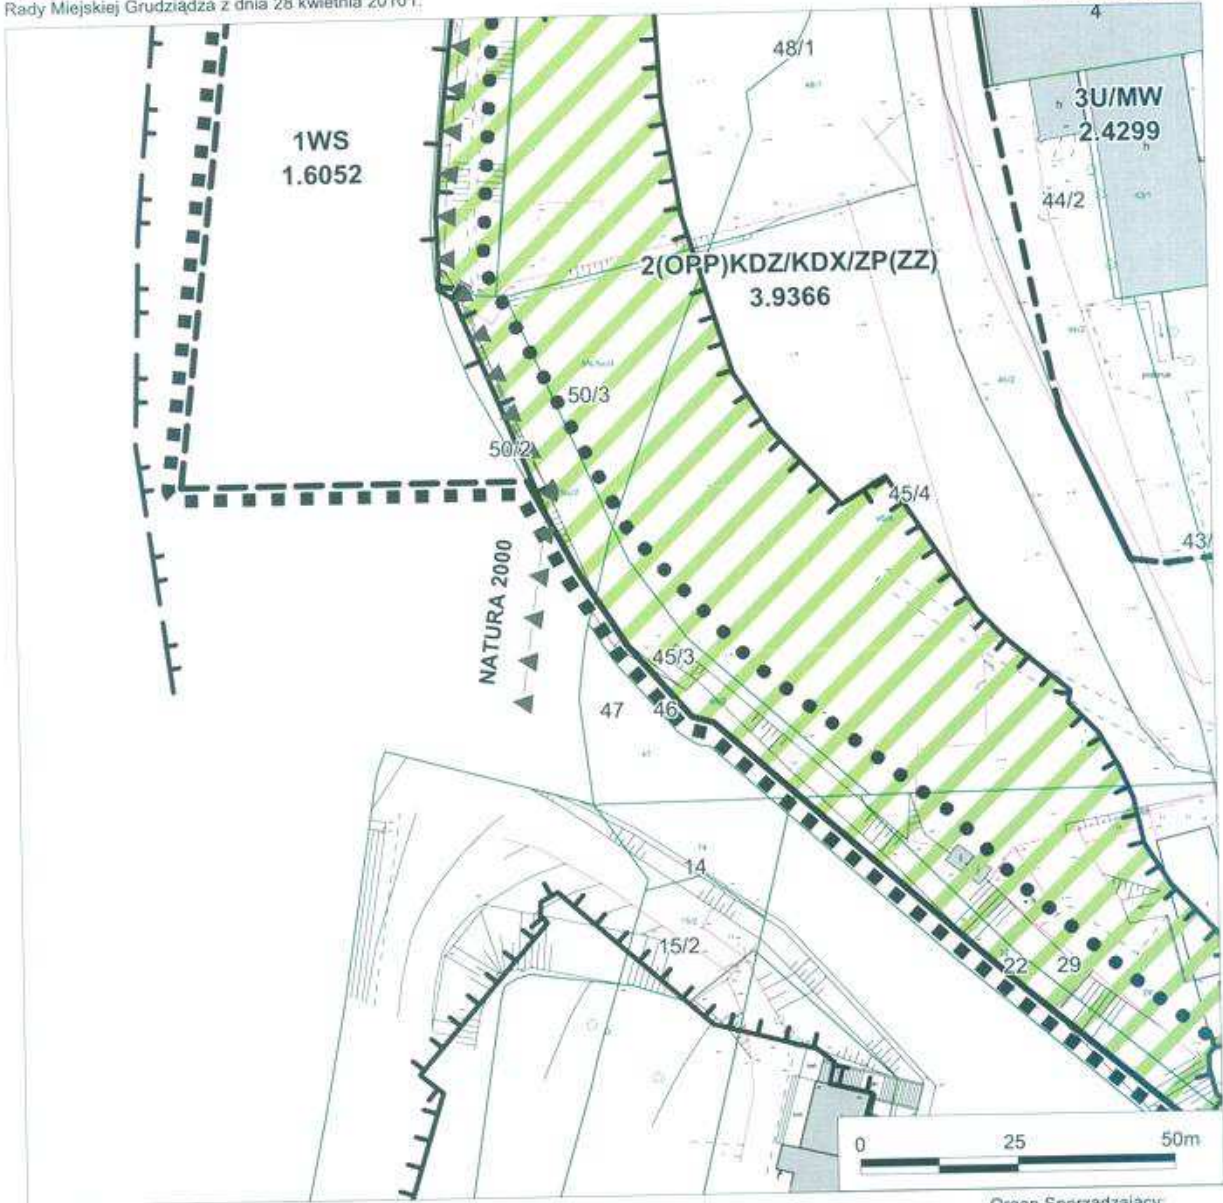 Rady Miejskiej Grudziądza z dnia 28 kwietnia 2010 r.
4
48/1
3U/MW
2.4299
h
h
1WS
1.6052
44/2
2(OPP)KDZ/KDX/ZP(ZZ)
3.9366
50/3
50/2
45/4
43/
NATURA 2000
45/3
47
46
47
14
15/2
22
29
0
25
50m
Organ Sporządzający: